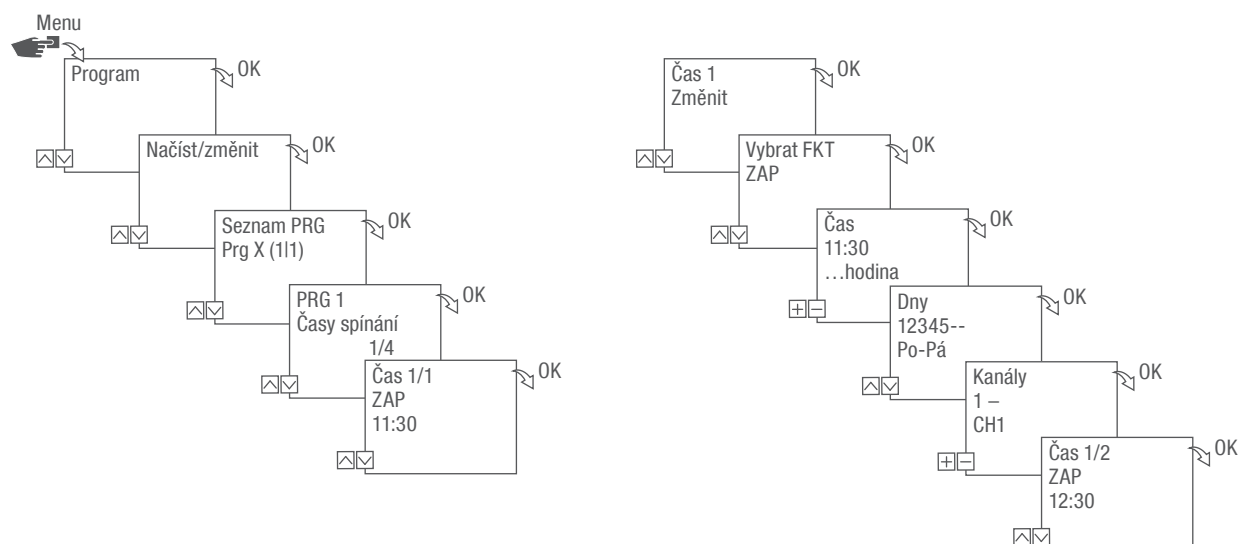 Menu
Program
OK
Načíst/změnit
OK
Seznam PRG
Prg X (1|1)
OK
PRG 1
Časy spínání
1/4
OK
Čas 1/1
ZAP
11:30
OK
Čas 1
Změnit
OK
Vybrat FKT
ZAP
OK
Čas
11:30
…hodina
OK
Dny
12345--
Po-Pá
OK
Kanály
1 –
CH1
OK
Čas 1/2
ZAP
12:30
OK